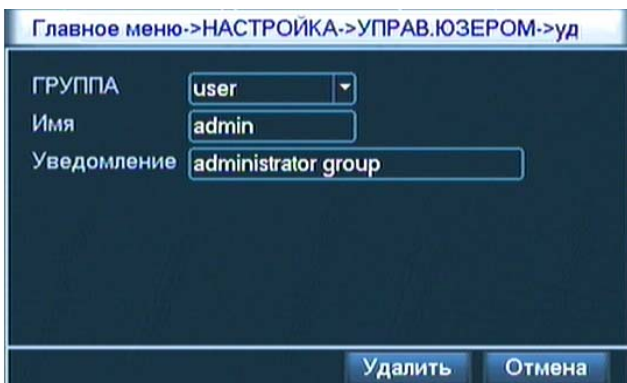 Главное меню->НАСТРОЙКА->УПРАВ.ЮЗЕРОМ->уд
ГРУППА user
Имя admin
Уведомление administrator group
Удалить Отмена